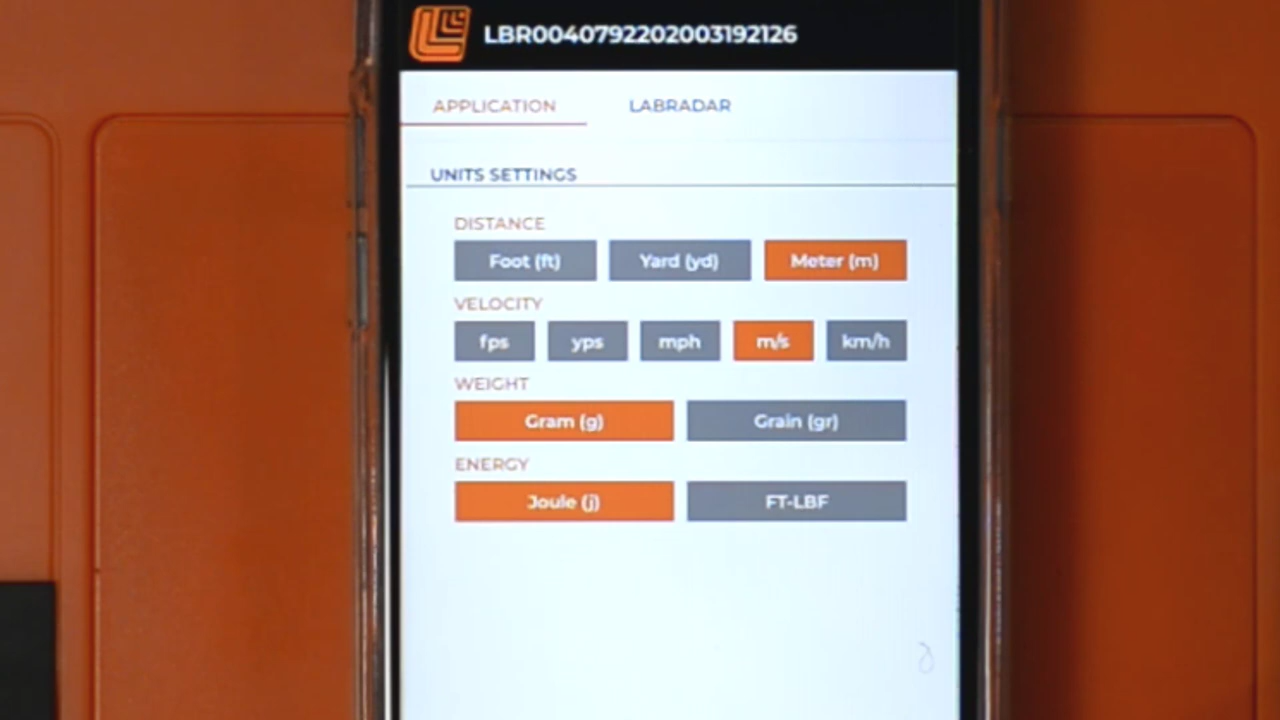 LBR0040792202003192126
APPLICATION LABRADAR
UNITS SETTINGS
DISTANCE
Foot (ft) Yard (yd) Meter (m)
VELOCITY
fps yps mph m/s km/h
WEIGHT
Gram (g) Grain (gr)
ENERGY
Joule (j) FT-LBF